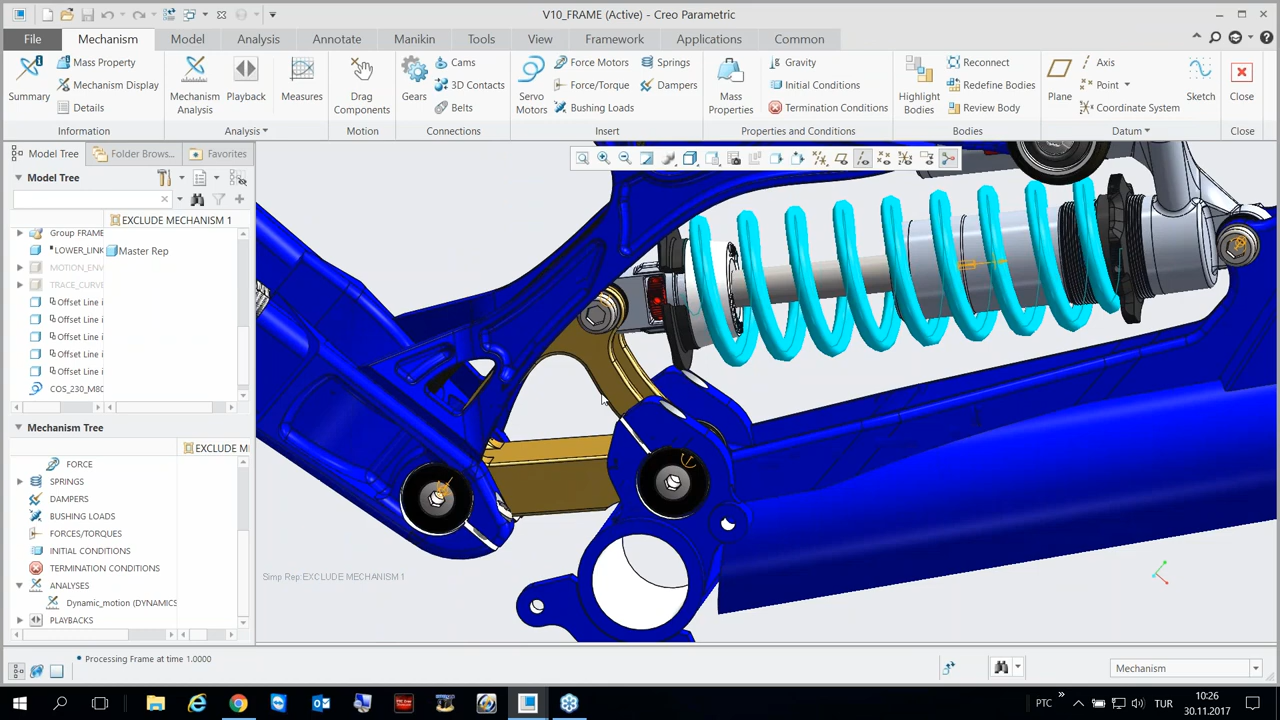 V10_FRAME (Active) - Creo Parametric
File Mechanism Model Analysis Annotate Manikin Tools View Framework Applications Common
Summary
Mass Property
Mechanism Display
Details
Information
Mechanism Analysis
Playback
Measures
Analysis
Drag Components
Motion
Gears
Cams
3D Contacts
Belts
Connections
Servo Motors
Force Motors
Force/Torque
Bushing Loads
Springs
Dampers
Insert
Mass Properties
Gravity
Initial Conditions
Termination Conditions
Properties and Conditions
Highlight Bodies
Reconnect
Redefine Bodies
Review Body
Bodies
Plane
Axis
Point
Coordinate System
Sketch
Datum
Close
Close
Model Tree Folder Brows... Favorites
Model Tree
EXCLUDE MECHANISM 1
Group FRAME
LOWER_LINK Master Rep
MOTION_ENV
TRACE_CURVE
Offset Line i
Offset Line i
Offset Line i
Offset Line i
Offset Line i
COS_230_M80
Mechanism Tree
EXCLUDE M
FORCE
SPRINGS
DAMPERS
BUSHING LOADS
FORCES/TORQUES
INITIAL CONDITIONS
TERMINATION CONDITIONS
ANALYSES
Dynamic_motion (DYNAMICS
PLAYBACKS
Simp Rep:EXCLUDE MECHANISM 1
• Processing Frame at time 1.0000
Mechanism
PTC
TUR
10:26
30.11.2017